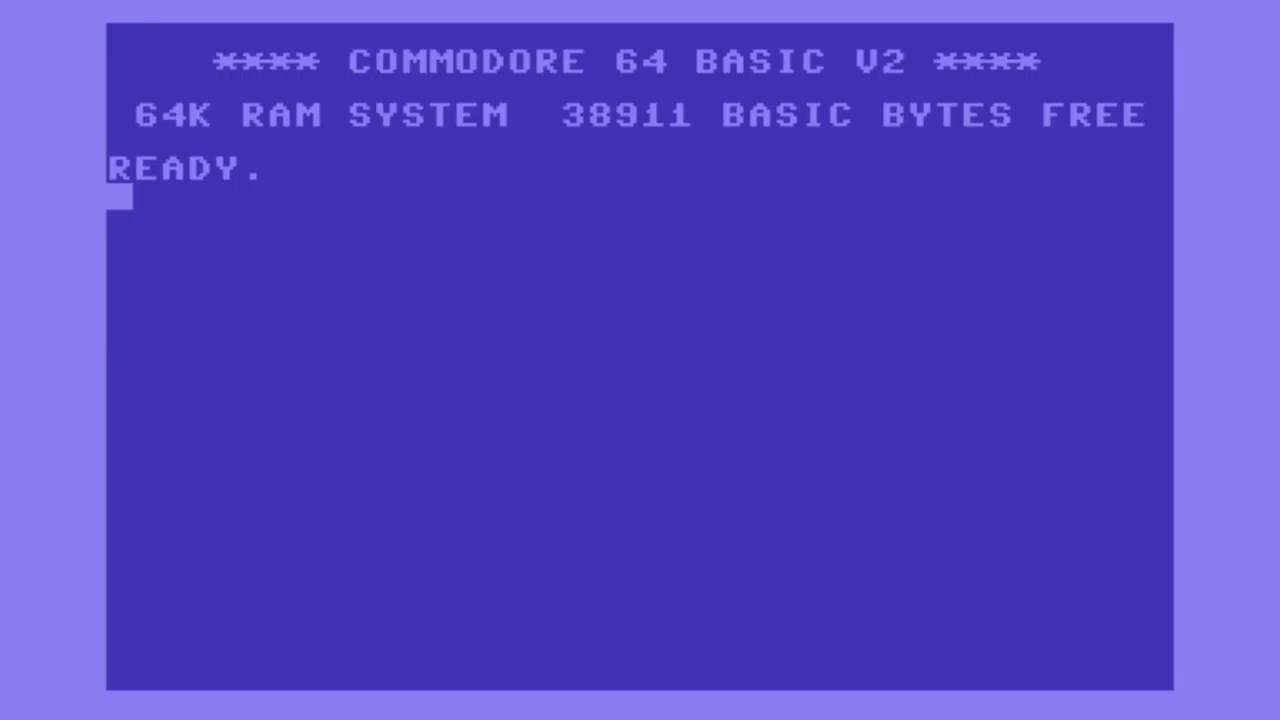 **** COMMODORE 64 BASIC V2 ****
64K RAM SYSTEM  38911 BASIC BYTES FREE
READY.